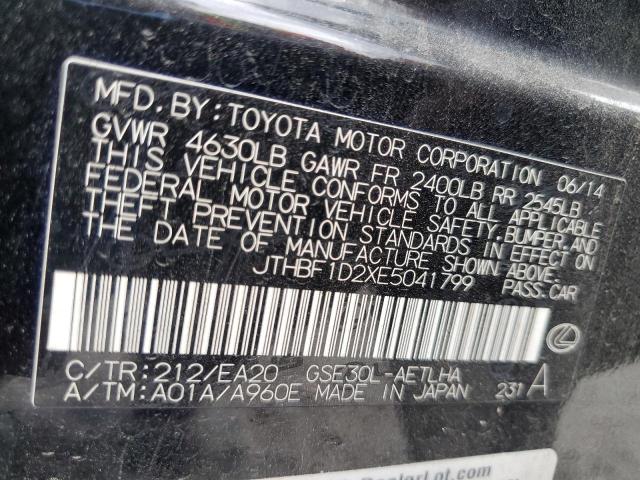 MFD. BY: TOYOTA MOTOR CORPORATION 06/14
GVWR 4630LB GAWR FR 2400LB RR 2545LB
THIS VEHICLE CONFORMS TO ALL APPLICABLE
FEDERAL MOTOR VEHICLE SAFETY, BUMPER, AND
THEFT PREVENTION STANDARDS IN EFFECT ON
THE DATE OF MANUFACTURE SHOWN ABOVE.
JTHBF1D2XE5041799 PASS.CAR
C/TR:212/EA20 GSE30L-AETLHA
A/TM:A01A/A960E MADE IN JAPAN 231 A
DealerLot.com